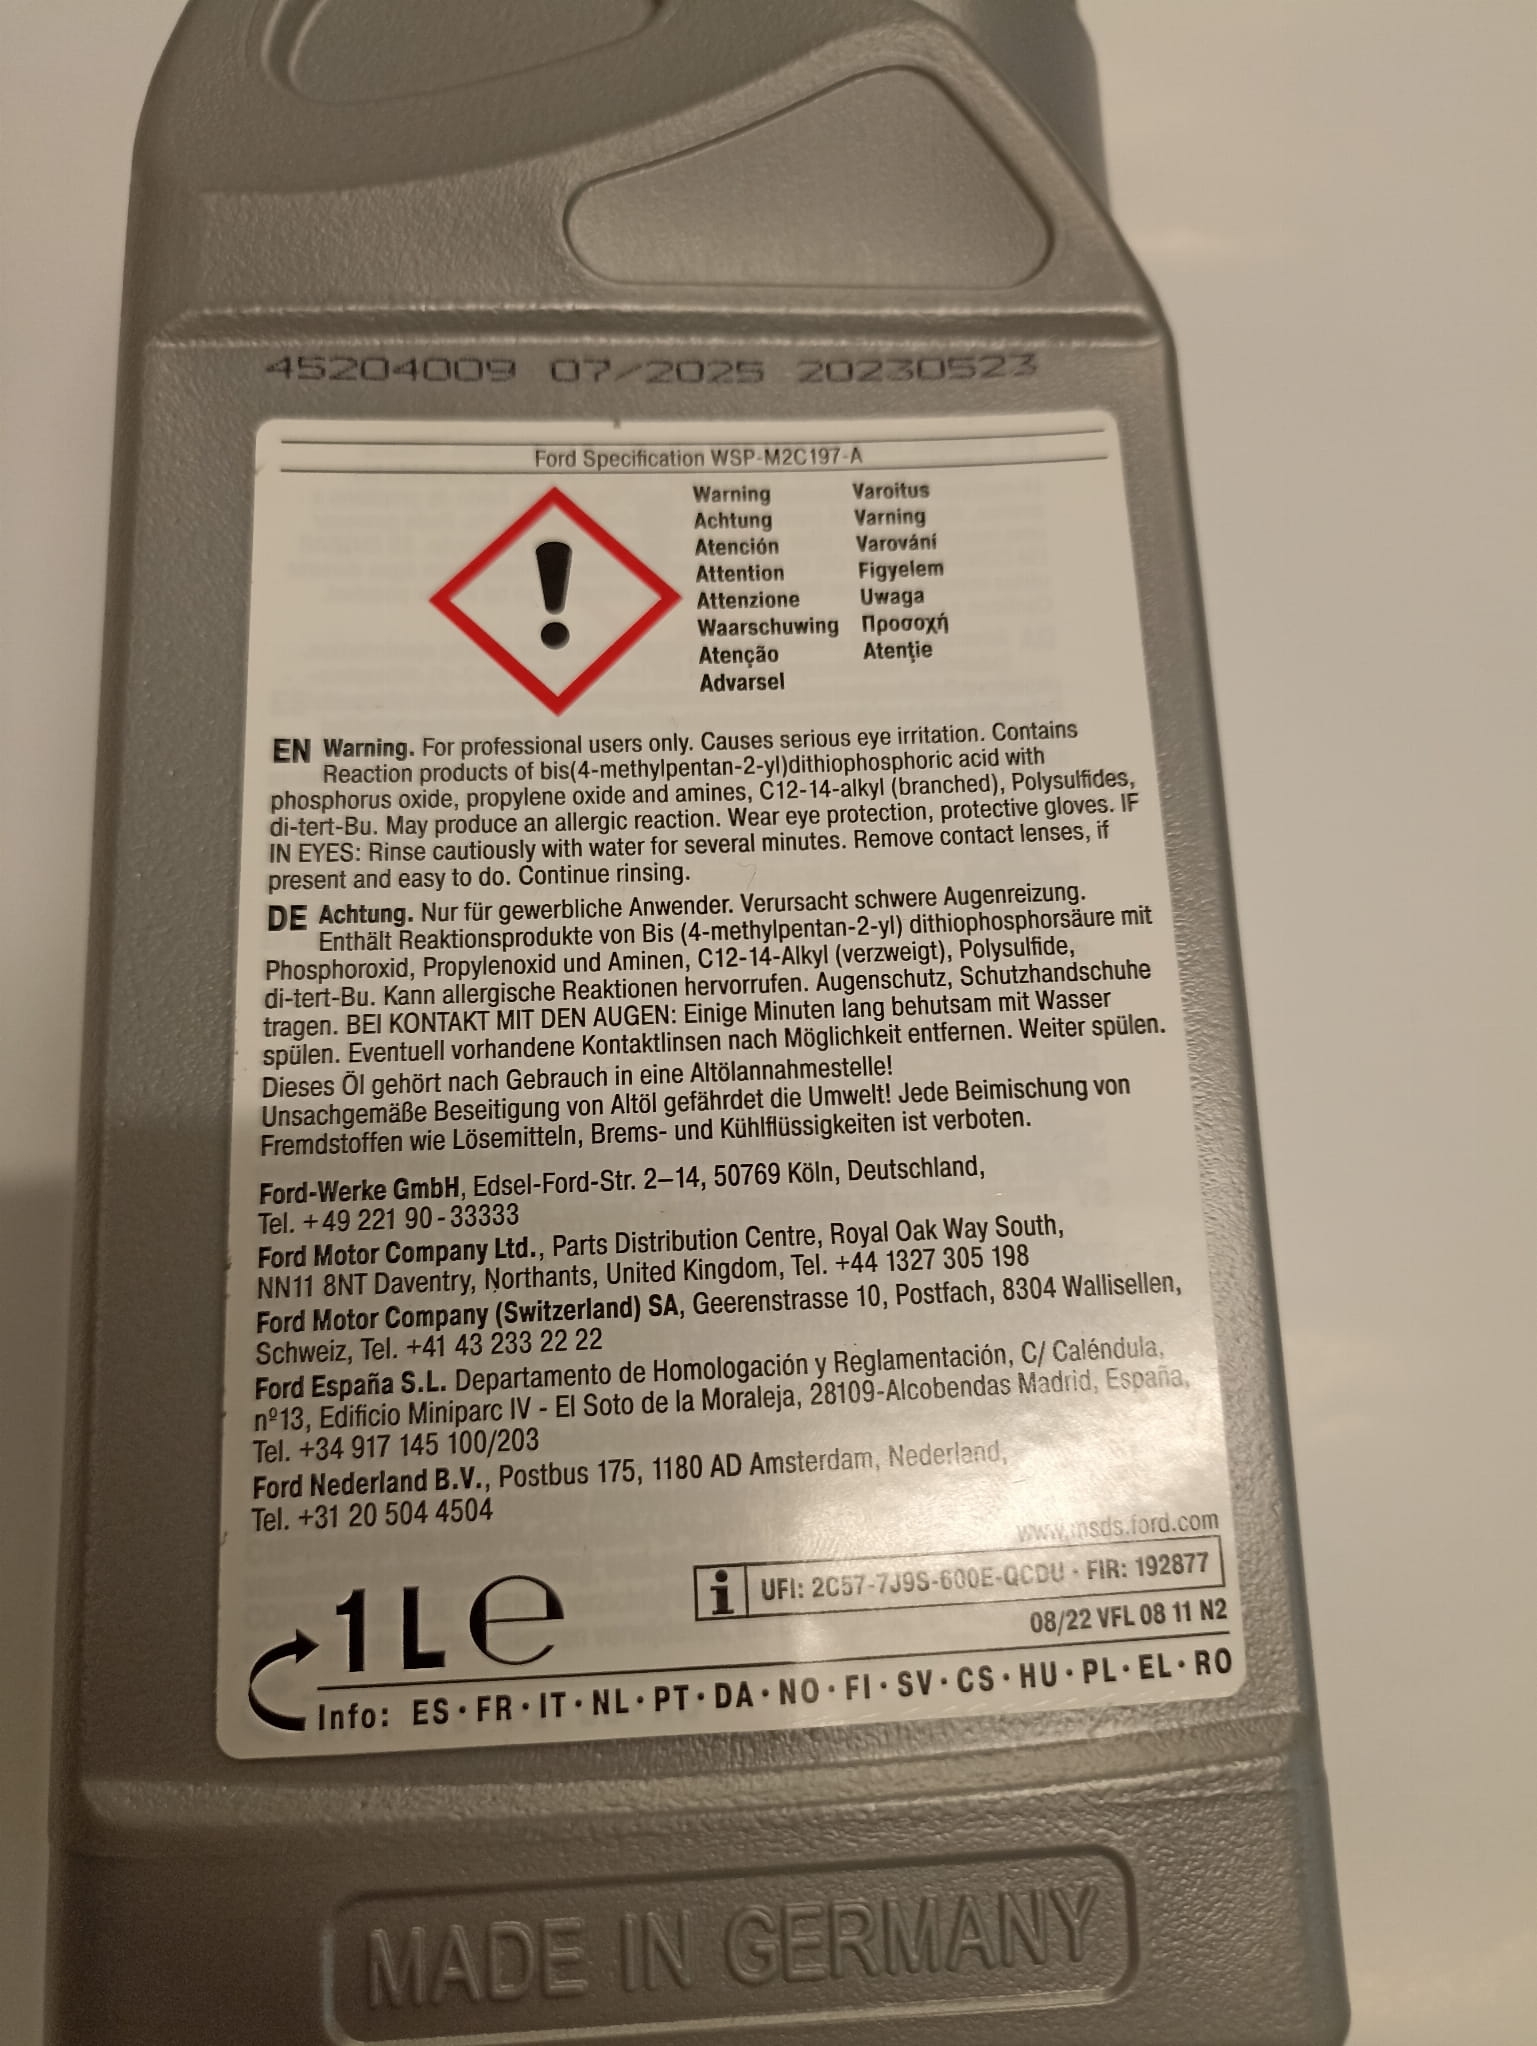 45204009 07/2025 20230523
Ford Specification WSP-M2C197-A
Warning
Achtung
Atención
Attention
Attenzione
Waarschuwing
Atenção
Advarsel
Varoitus
Varning
Varování
Figyelem
Uwaga
Προσοχή
Atenţie
EN Warning. For professional users only. Causes serious eye irritation. Contains
Reaction products of bis(4-methylpentan-2-yl)dithiophosphoric acid with
phosphorus oxide, propylene oxide and amines, C12-14-alkyl (branched), Polysulfides,
di-tert-Bu. May produce an allergic reaction. Wear eye protection, protective gloves. IF
IN EYES: Rinse cautiously with water for several minutes. Remove contact lenses, if
present and easy to do. Continue rinsing.
DE Achtung. Nur für gewerbliche Anwender. Verursacht schwere Augenreizung.
Enthält Reaktionsprodukte von Bis (4-methylpentan-2-yl) dithiophosphorsäure mit
Phosphoroxid, Propylenoxid und Aminen, C12-14-Alkyl (verzweigt), Polysulfide,
di-tert-Bu. Kann allergische Reaktionen hervorrufen. Augenschutz, Schutzhandschuhe
tragen. BEI KONTAKT MIT DEN AUGEN: Einige Minuten lang behutsam mit Wasser
spülen. Eventuell vorhandene Kontaktlinsen nach Möglichkeit entfernen. Weiter spülen.
Dieses Öl gehört nach Gebrauch in eine Altölannahmestelle!
Unsachgemäße Beseitigung von Altöl gefährdet die Umwelt! Jede Beimischung von
Fremdstoffen wie Lösemitteln, Brems- und Kühlflüssigkeiten ist verboten.
Ford-Werke GmbH, Edsel-Ford-Str. 2–14, 50769 Köln, Deutschland,
Tel. +49 221 90-33333
Ford Motor Company Ltd., Parts Distribution Centre, Royal Oak Way South,
NN11 8NT Daventry, Northants, United Kingdom, Tel. +44 1327 305 198
Ford Motor Company (Switzerland) SA, Geerenstrasse 10, Postfach, 8304 Wallisellen,
Schweiz, Tel. +41 43 233 22 22
Ford España S.L. Departamento de Homologación y Reglamentación, C/ Caléndula,
nº13, Edificio Miniparc IV - El Soto de la Moraleja, 28109-Alcobendas Madrid, España,
Tel. +34 917 145 100/203
Ford Nederland B.V., Postbus 175, 1180 AD Amsterdam, Nederland,
Tel. +31 20 504 4504
www.msds.ford.com
i UFI: 2C57-7J9S-600E-QCDU · FIR: 192877
1 L e
08/22 VFL 08 11 N2
Info: ES · FR · IT · NL · PT · DA · NO · FI · SV · CS · HU · PL · EL · RO
MADE IN GERMANY